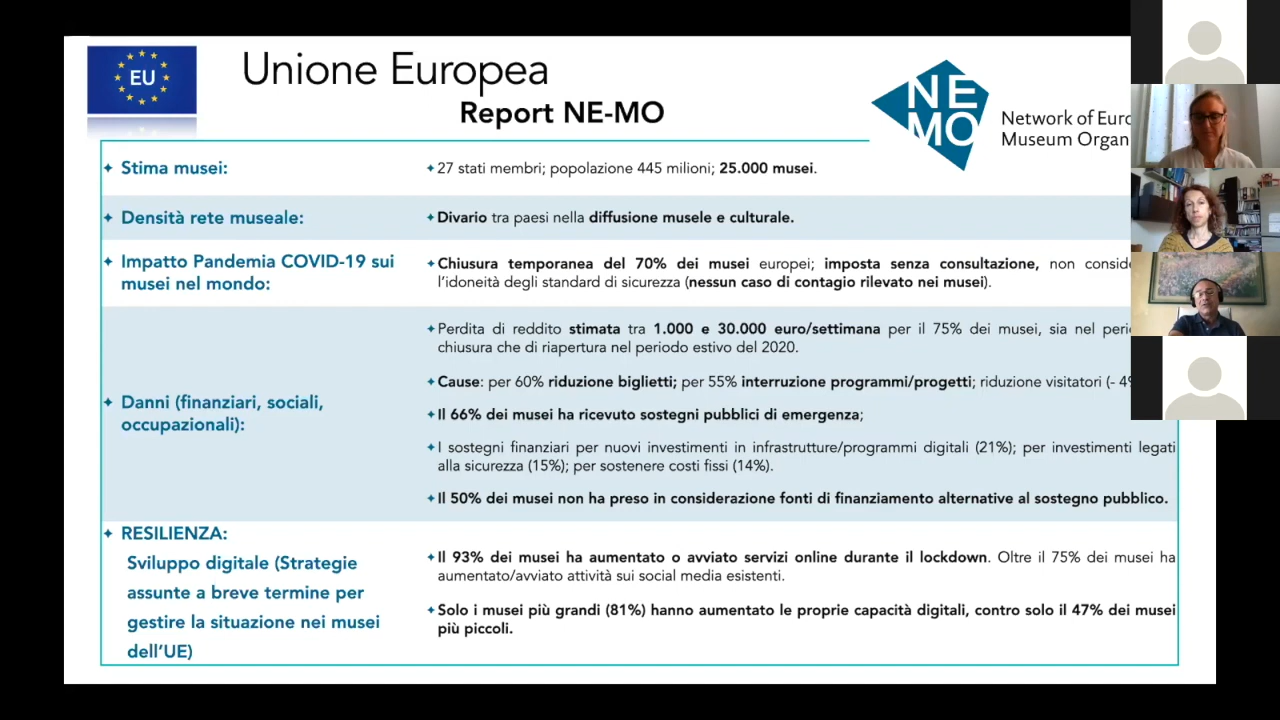 EU
Unione Europea
Report NE-MO
NE
MO
Network of
Museum
✦ Stima musei:
✦ 27 stati membri; popolazione 445 milioni; 25.000 musei.
✦ Densità rete museale:
✦ Divario tra paesi nella diffusione musele e culturale.
✦ Impatto Pandemia COVID-19 sui
musei nel mondo:
✦ Chiusura temporanea del 70% dei musei europei; imposta senza consultazione, non
l'idoneità degli standard di sicurezza (nessun caso di contagio rilevato nei musei).
✦ Danni (finanziari, sociali,
occupazionali):
✦ Perdita di reddito stimata tra 1.000 e 30.000 euro/settimana per il 75% dei musei, sia nel
chiusura che di riapertura nel periodo estivo del 2020.
✦ Cause: per 60% riduzione biglietti; per 55% interruzione programmi/progetti; riduzione visitatori (-
✦ Il 66% dei musei ha ricevuto sostegni pubblici di emergenza;
✦ I sostegni finanziari per nuovi investimenti in infrastrutture/programmi digitali (21%); per investimenti legati
alla sicurezza (15%); per sostenere costi fissi (14%).
✦ Il 50% dei musei non ha preso in considerazione fonti di finanziamento alternative al sostegno pubblico.
✦ RESILIENZA:
Sviluppo digitale (Strategie
assunte a breve termine per
gestire la situazione nei musei
dell'UE)
✦ Il 93% dei musei ha aumentato o avviato servizi online durante il lockdown. Oltre il 75% dei musei ha
aumentato/avviato attività sui social media esistenti.
✦ Solo i musei più grandi (81%) hanno aumentato le proprie capacità digitali, contro solo il 47% dei musei
più piccoli.